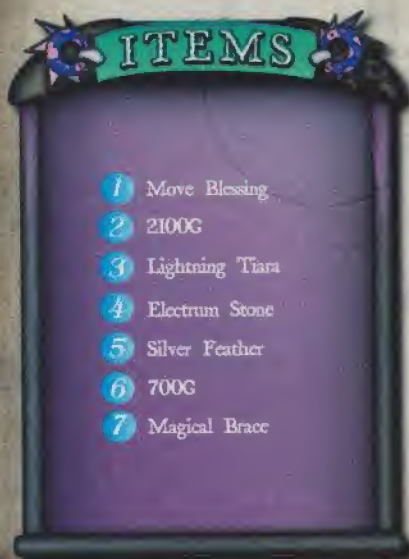 ITEMS
1 Move Blessing
2 2100G
3 Lightning Tiara
4 Electrum Stone
5 Silver Feather
6 700G
7 Magical Brace